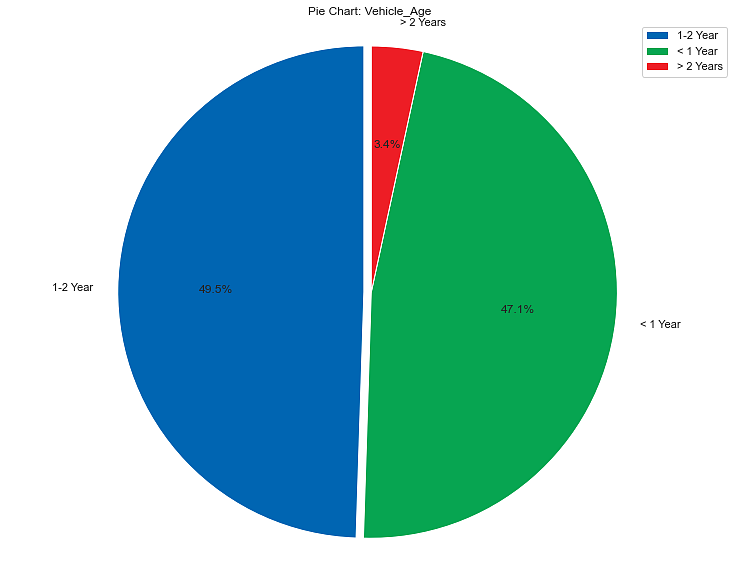 Pie Chart: Vehicle_Age
> 2 Years
1-2 Year
< 1 Year
> 2 Years
3.4%
1-2 Year
49.5%
47.1%
< 1 Year